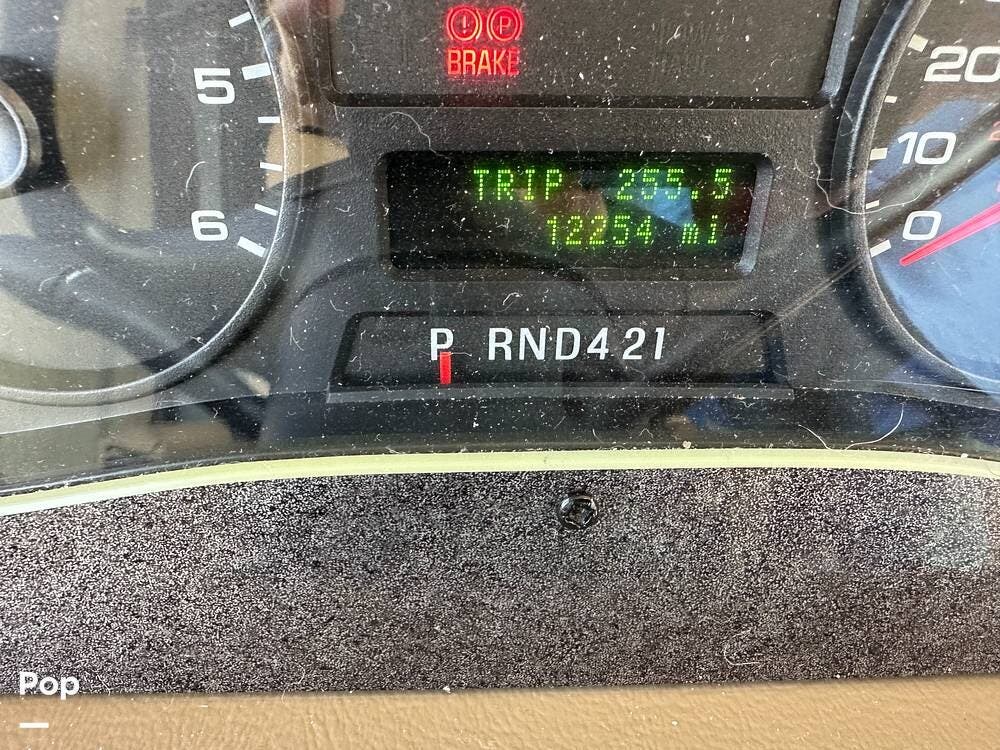 ! P
BRAKE
5
6
20
10
0
TRIP 255.5
12254 mi
P RND421
Pop